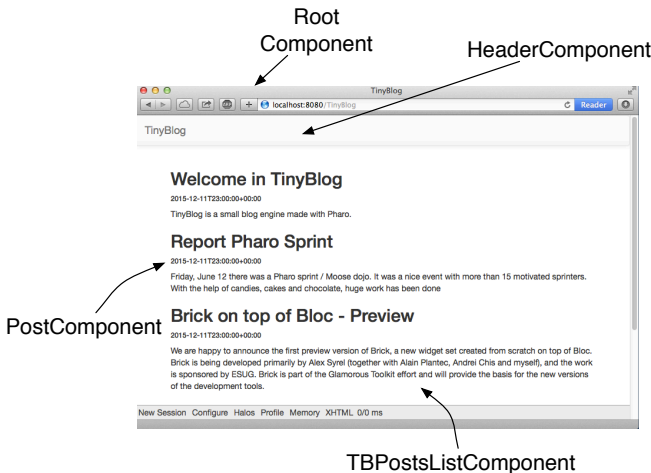 Root
Component
HeaderComponent
TinyBlog
localhost:8080/TinyBlog
Reader
TinyBlog
Welcome in TinyBlog
2015-12-11T23:00:00+00:00
TinyBlog is a small blog engine made with Pharo.
Report Pharo Sprint
2015-12-11T23:00:00+00:00
Friday, June 12 there was a Pharo sprint / Moose dojo. It was a nice event with more than 15 motivated sprinters.
With the help of candies, cakes and chocolate, huge work has been done
PostComponent
Brick on top of Bloc - Preview
2015-12-11T23:00:00+00:00
We are happy to announce the first preview version of Brick, a new widget set created from scratch on top of Bloc.
Brick is being developed primarily by Alex Syrel (together with Alain Plantec, Andrei Chis and myself), and the work
is sponsored by ESUG. Brick is part of the Glamorous Toolkit effort and will provide the basis for the new versions
of the development tools.
New Session Configure Halos Profile Memory XHTML 0/0 ms
TBPostsListComponent